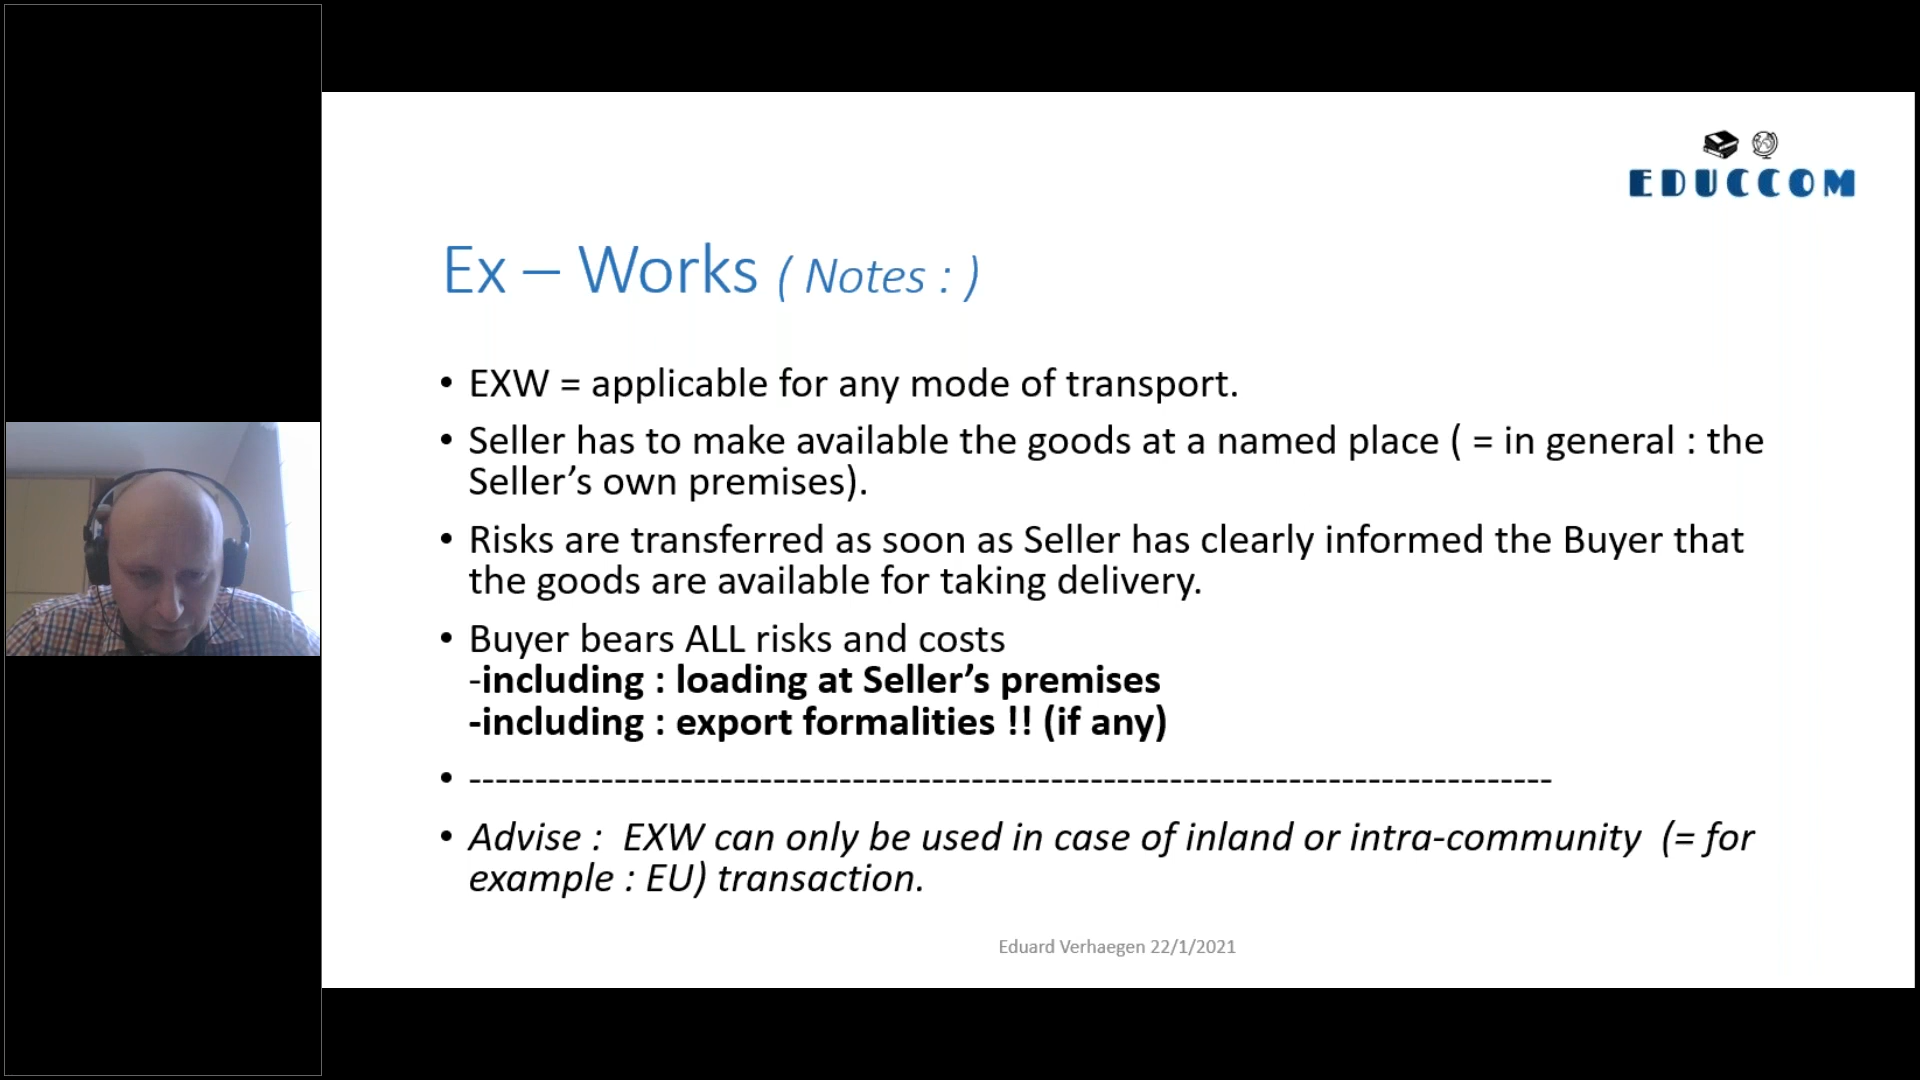 EDUCCOM
Ex – Works ( Notes : )
• EXW = applicable for any mode of transport.
• Seller has to make available the goods at a named place ( = in general : the
Seller’s own premises).
• Risks are transferred as soon as Seller has clearly informed the Buyer that
the goods are available for taking delivery.
• Buyer bears ALL risks and costs
-including : loading at Seller’s premises
-including : export formalities !! (if any)
• ----------------------------------------------------------------------------------
• Advise :  EXW can only be used in case of inland or intra-community  (= for
example : EU) transaction.
Eduard Verhaegen 22/1/2021